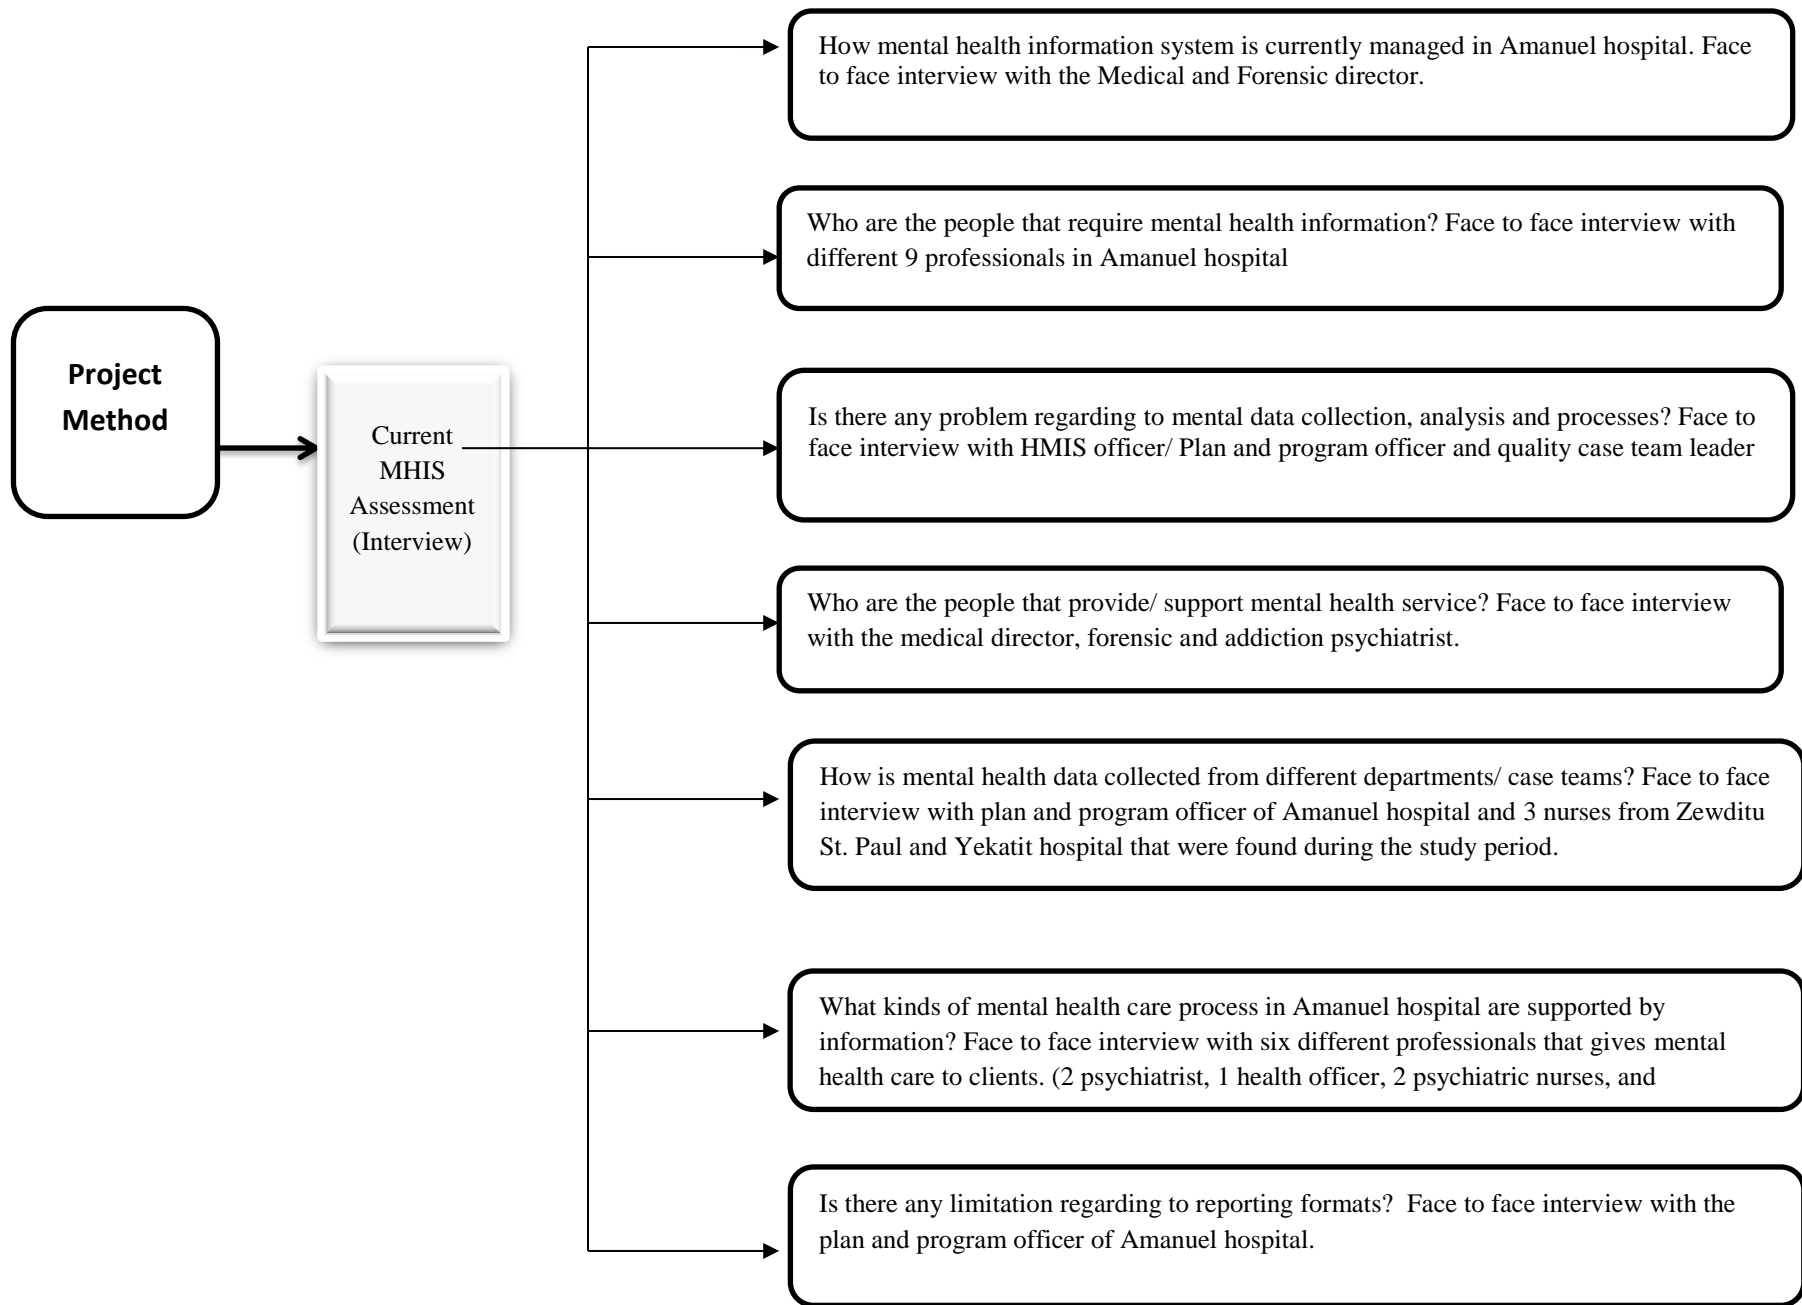 Project
Method
Current
MHIS
Assessment
(Interview)
How mental health information system is currently managed in Amanuel hospital. Face
to face interview with the Medical and Forensic director.
Who are the people that require mental health information? Face to face interview with
different 9 professionals in Amanuel hospital
Is there any problem regarding to mental data collection, analysis and processes? Face to
face interview with HMIS officer/ Plan and program officer and quality case team leader
Who are the people that provide/ support mental health service? Face to face interview
with the medical director, forensic and addiction psychiatrist.
How is mental health data collected from different departments/ case teams? Face to face
interview with plan and program officer of Amanuel hospital and 3 nurses from Zewditu
St. Paul and Yekatit hospital that were found during the study period.
What kinds of mental health care process in Amanuel hospital are supported by
information? Face to face interview with six different professionals that gives mental
health care to clients. (2 psychiatrist, 1 health officer, 2 psychiatric nurses, and
Is there any limitation regarding to reporting formats?  Face to face interview with the
plan and program officer of Amanuel hospital.